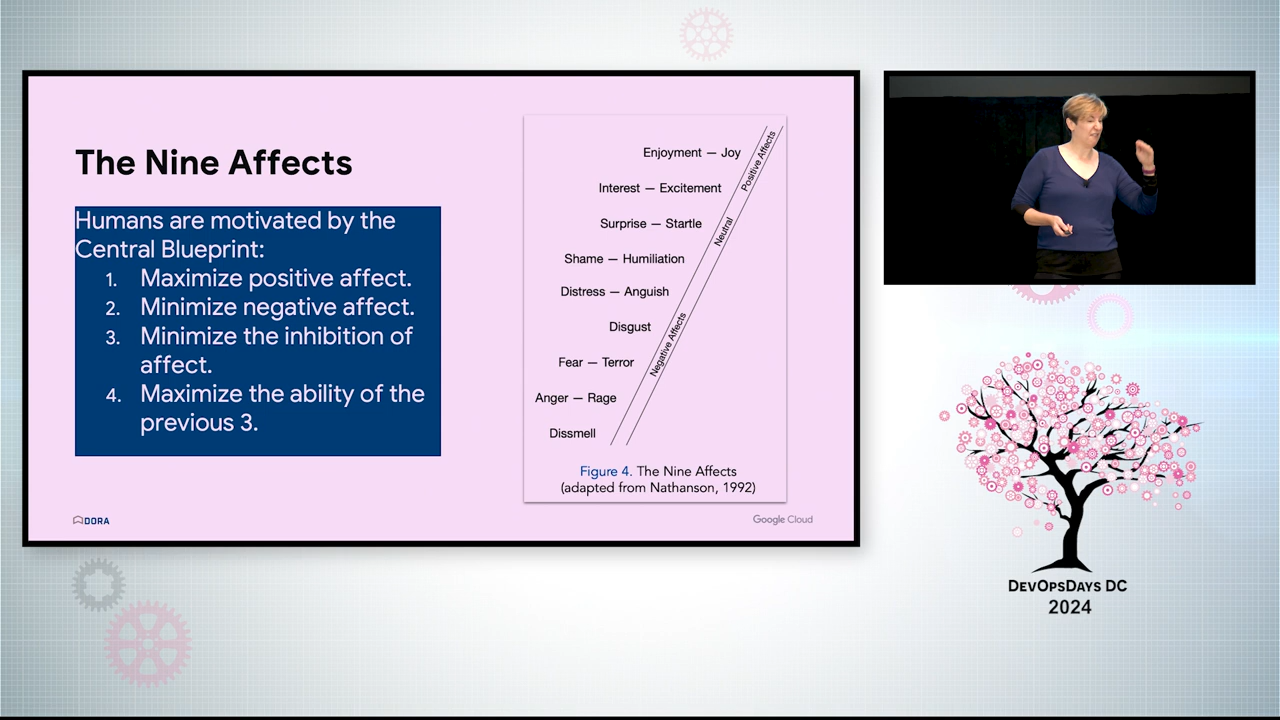 The Nine Affects
Humans are motivated by the
Central Blueprint:
1. Maximize positive affect.
2. Minimize negative affect.
3. Minimize the inhibition of
affect.
4. Maximize the ability of the
previous 3.
Enjoyment — Joy
Interest — Excitement
Surprise — Startle
Shame — Humiliation
Distress — Anguish
Disgust
Fear — Terror
Anger — Rage
Dissmell
Positive Affects
Neutral
Negative Affects
Figure 4. The Nine Affects
(adapted from Nathanson, 1992)
DORA
Google Cloud
DEVOPSDAYS DC
2024